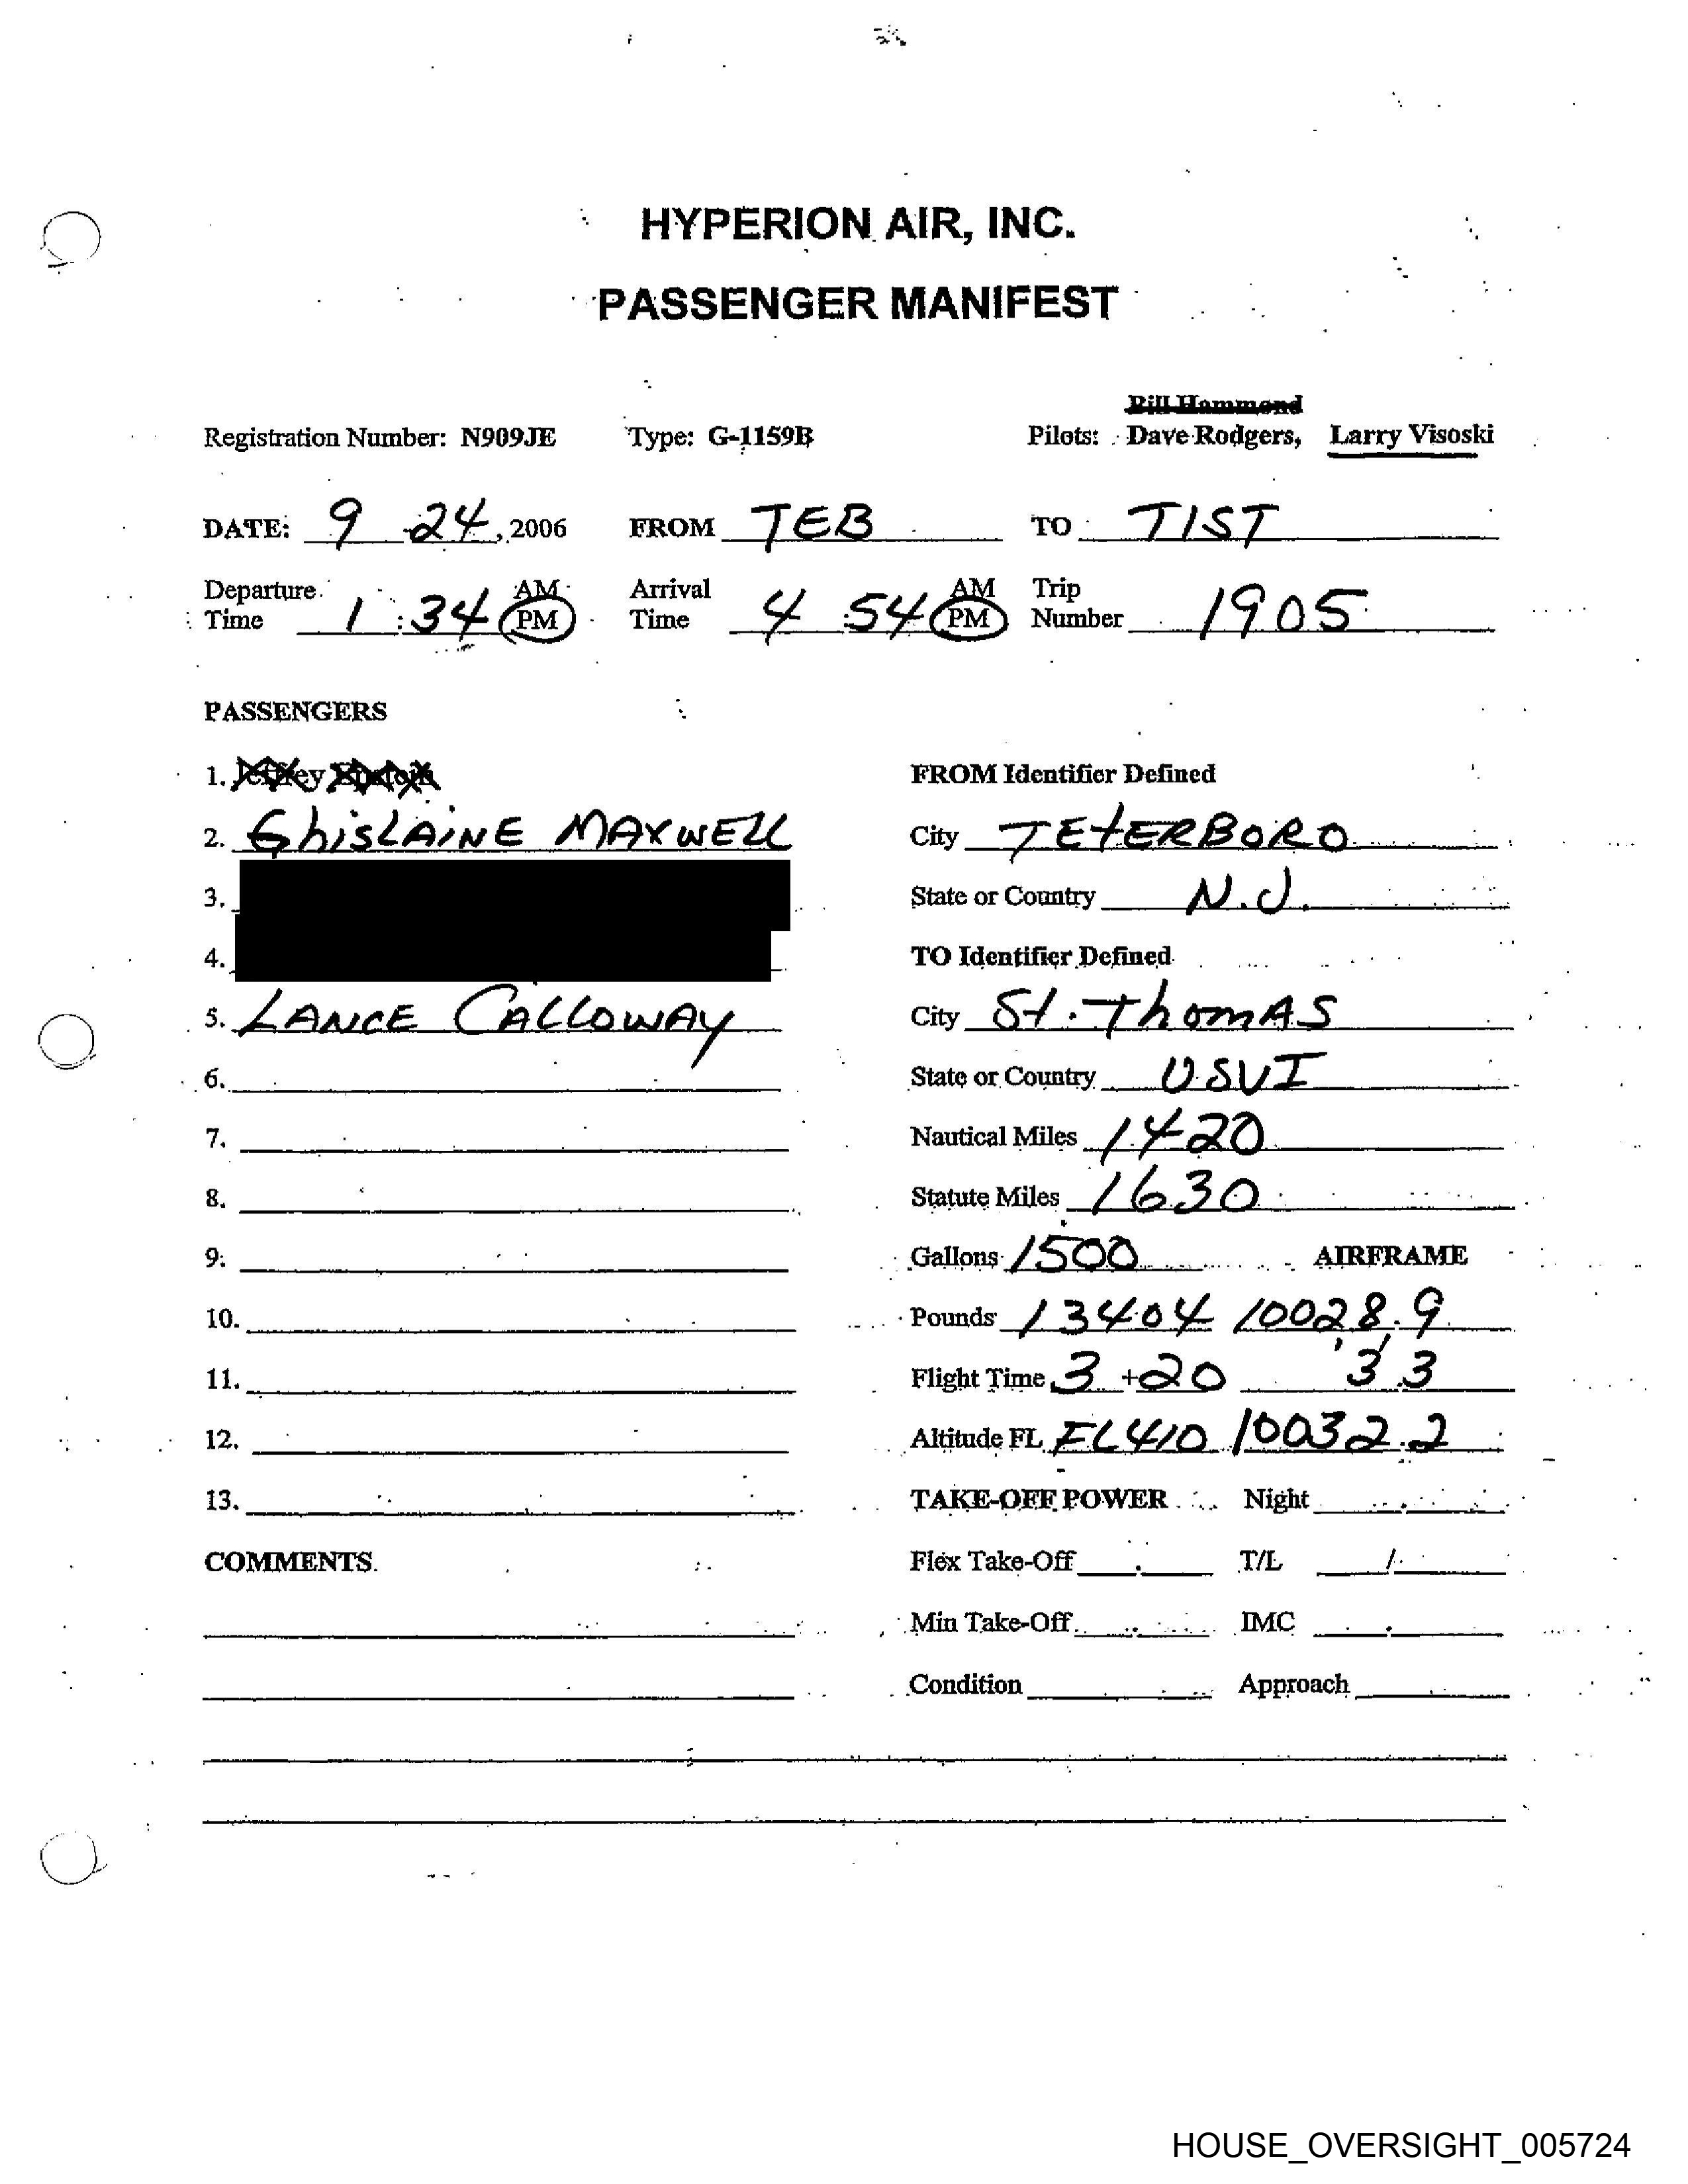 HYPERION AIR, INC.
PASSENGER MANIFEST
Bill Hammond
Registration Number: N909JE Type: G-1159B Pilots: Dave Rodgers, Larry Visoski
DATE: 9 24, 2006 FROM TEB TO TIST
Departure Time 1:34 AM PM Arrival Time 4:54 AM PM Trip Number 1905
PASSENGERS
1. Jeffrey Epstein FROM Identifier Defined
2. GhisLAiNE MAXWELL City TETERBORO
3. State or Country N.J.
4. TO Identifier Defined
5. LANCE CALLOWAY City St. ThomAS
6. State or Country USVI
7. Nautical Miles 1420
8. Statute Miles 1630
9. Gallons 1500 AIRFRAME
10. Pounds 13404 10028.9
11. Flight Time 3+20 3.3
12. Altitude FL FL410 10032.2
13. TAKE-OFF POWER Night
COMMENTS Flex Take-Off T/L /
Min Take-Off IMC
Condition Approach
HOUSE_OVERSIGHT_005724